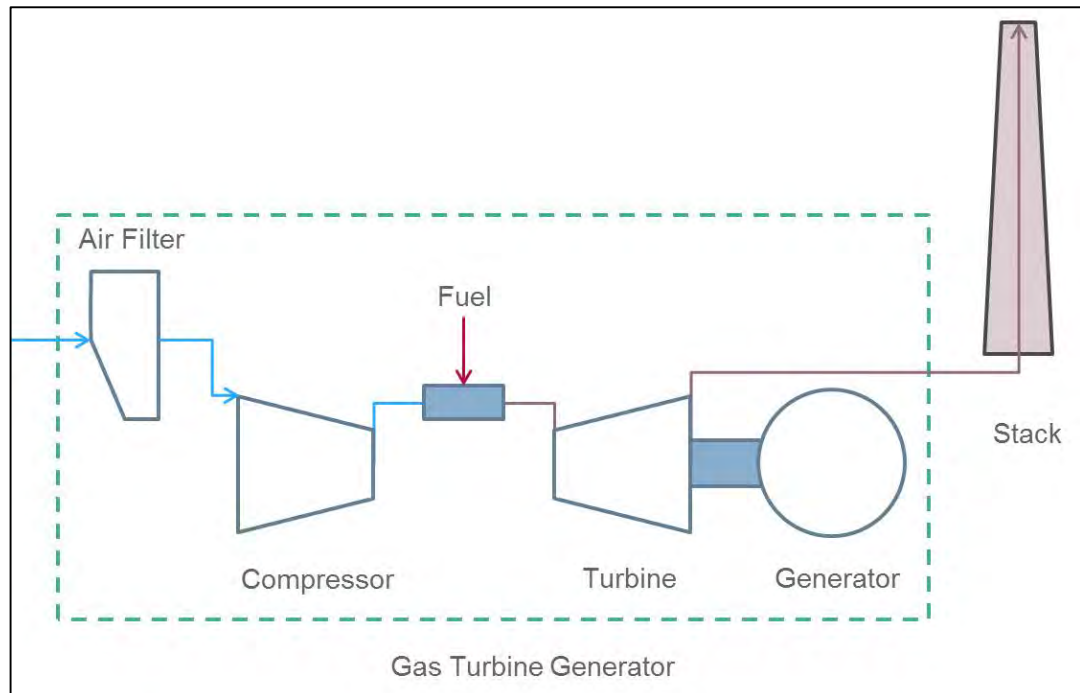 Air Filter
Fuel
Stack
Compressor
Turbine
Generator
Gas Turbine Generator